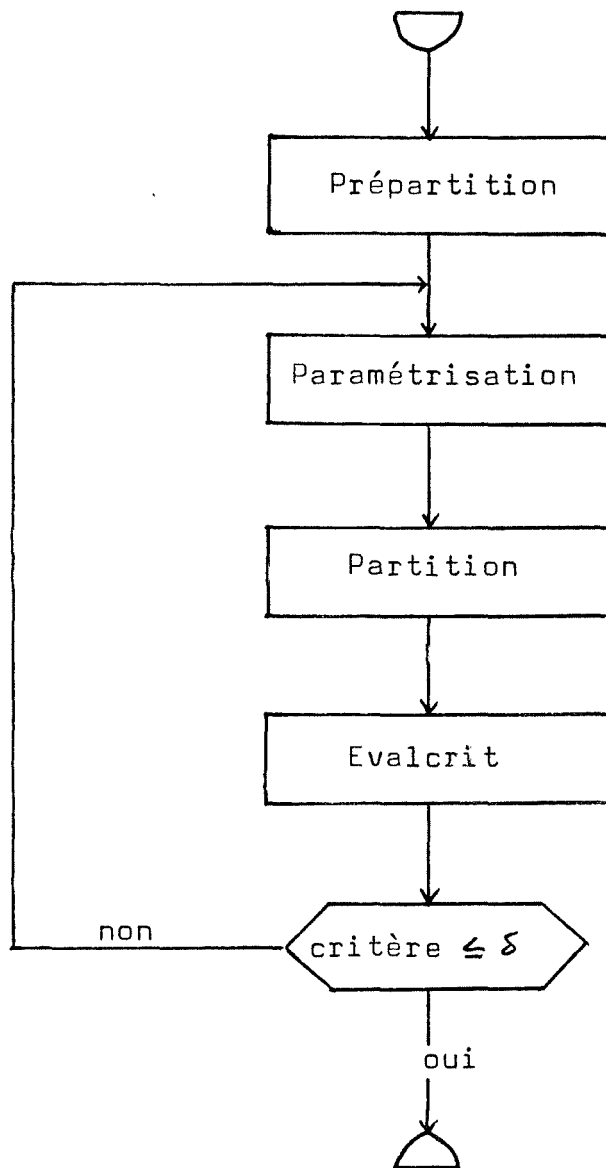 Prépartition
Paramétrisation
Partition
Evalcrit
non
critère ≤ δ
oui